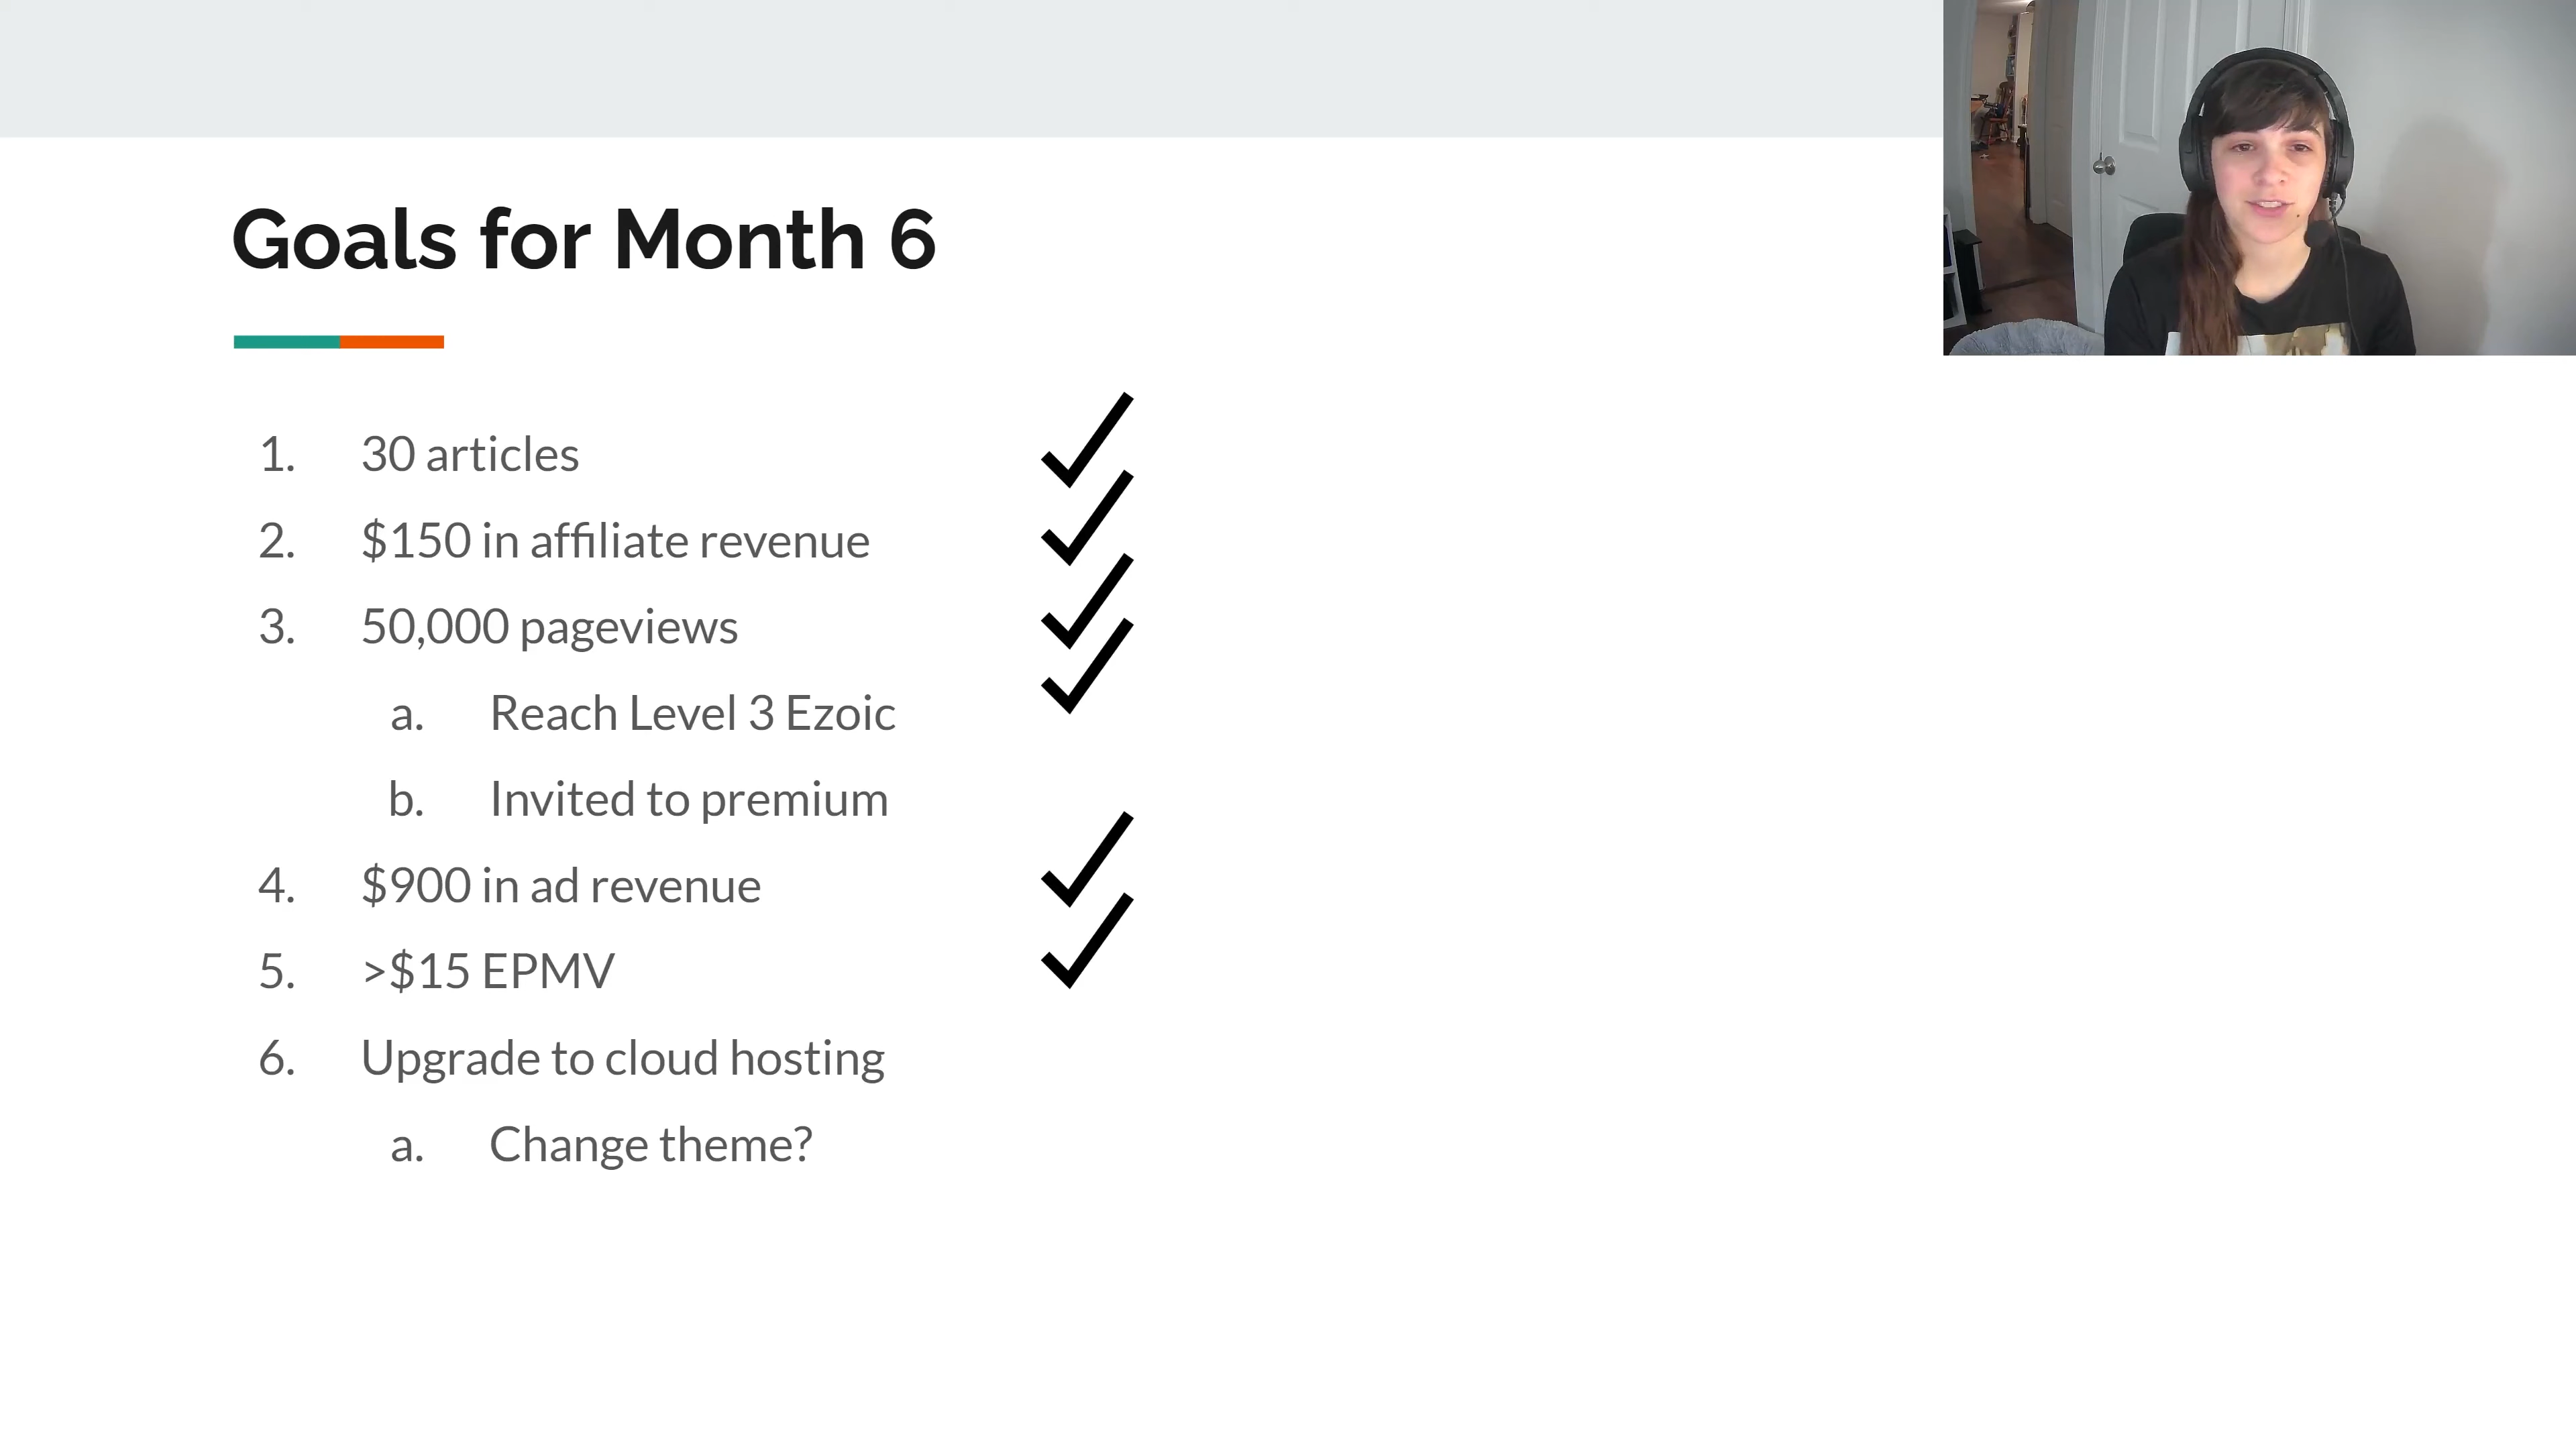 Goals for Month 6
1. 30 articles
2. $150 in affiliate revenue
3. 50,000 pageviews
a. Reach Level 3 Ezoic
b. Invited to premium
4. $900 in ad revenue
5. >$15 EPMV
6. Upgrade to cloud hosting
a. Change theme?